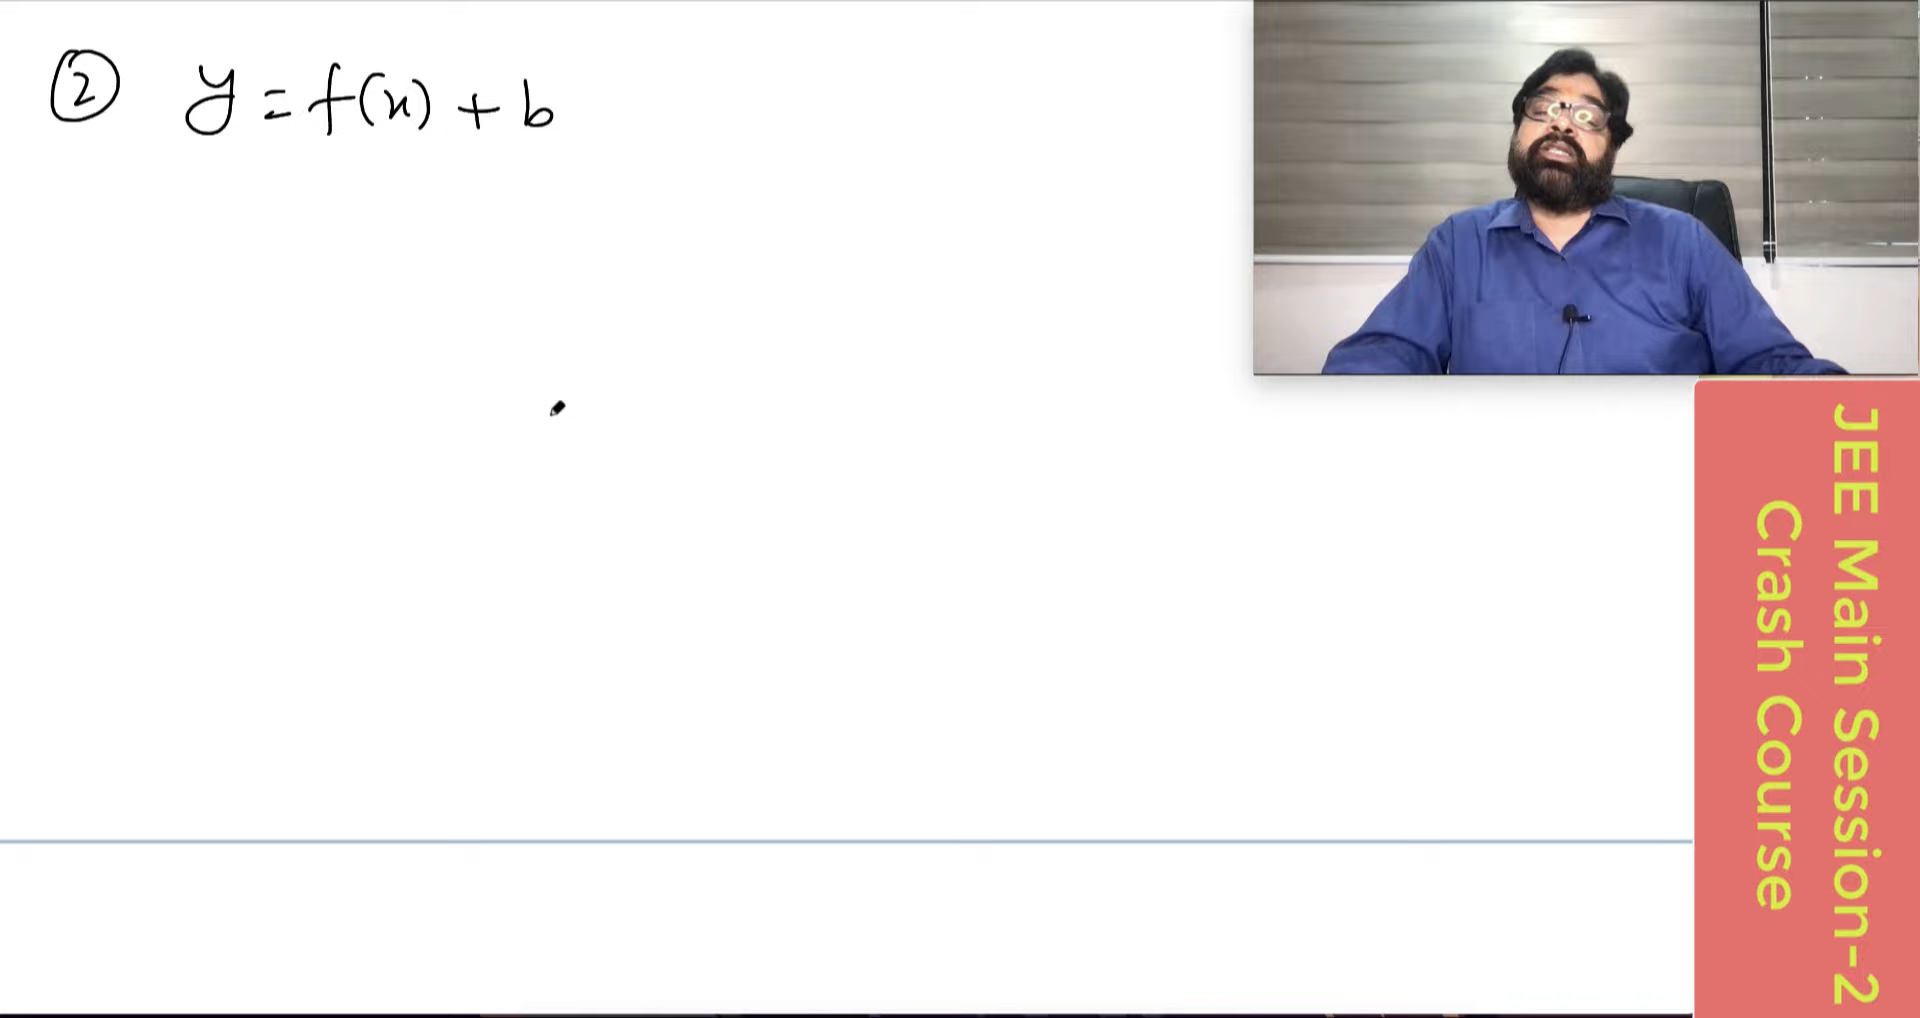 ② y = f(x) + b
JEE Main Session-2
Crash Course